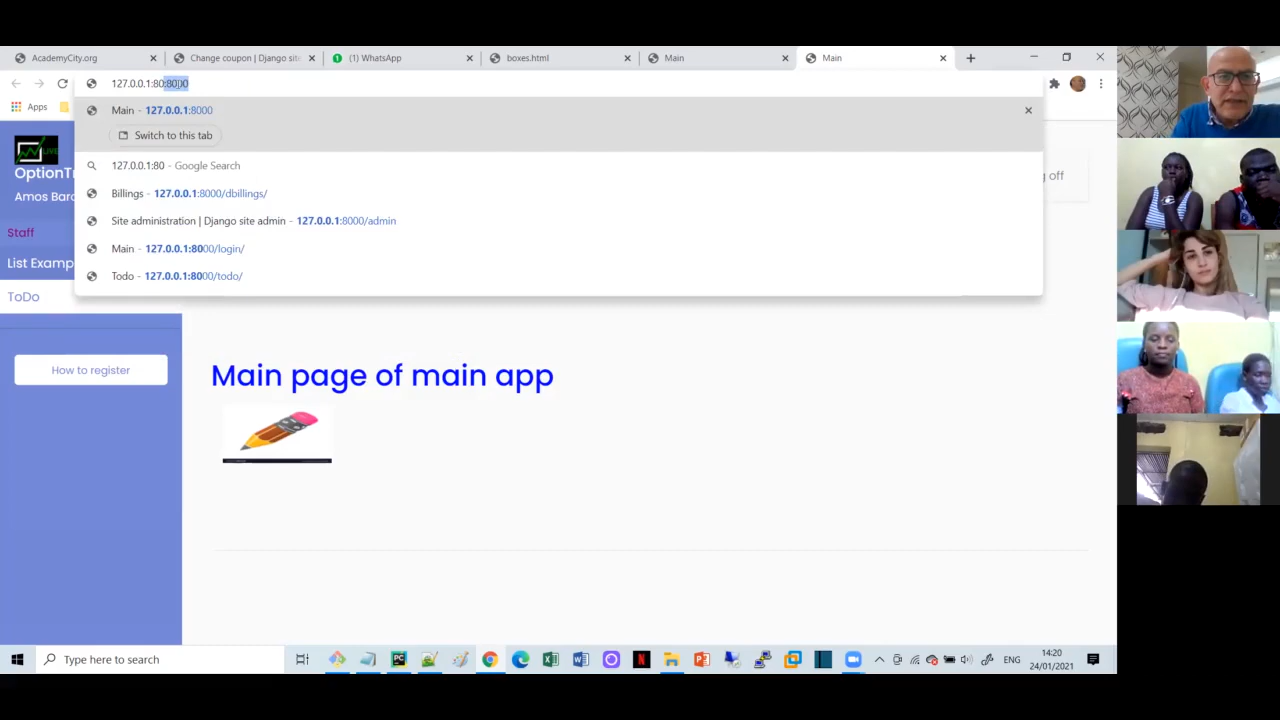 AcademyCity.org
Change coupon | Django site
(1) WhatsApp
boxes.html
Main
Main
127.0.0.1:80:8000
Apps
Main - 127.0.0.1:8000
Switch to this tab
127.0.0.1:80 - Google Search
Billings - 127.0.0.1:8000/dbillings/
Site administration | Django site admin - 127.0.0.1:8000/admin
Main - 127.0.0.1:8000/login/
Todo - 127.0.0.1:8000/todo/
LIVE
OptionTr
Amos Bar
Staff
List Examp
ToDo
How to register
g off
Main page of main app
Type here to search
ENG
14:20
24/01/2021